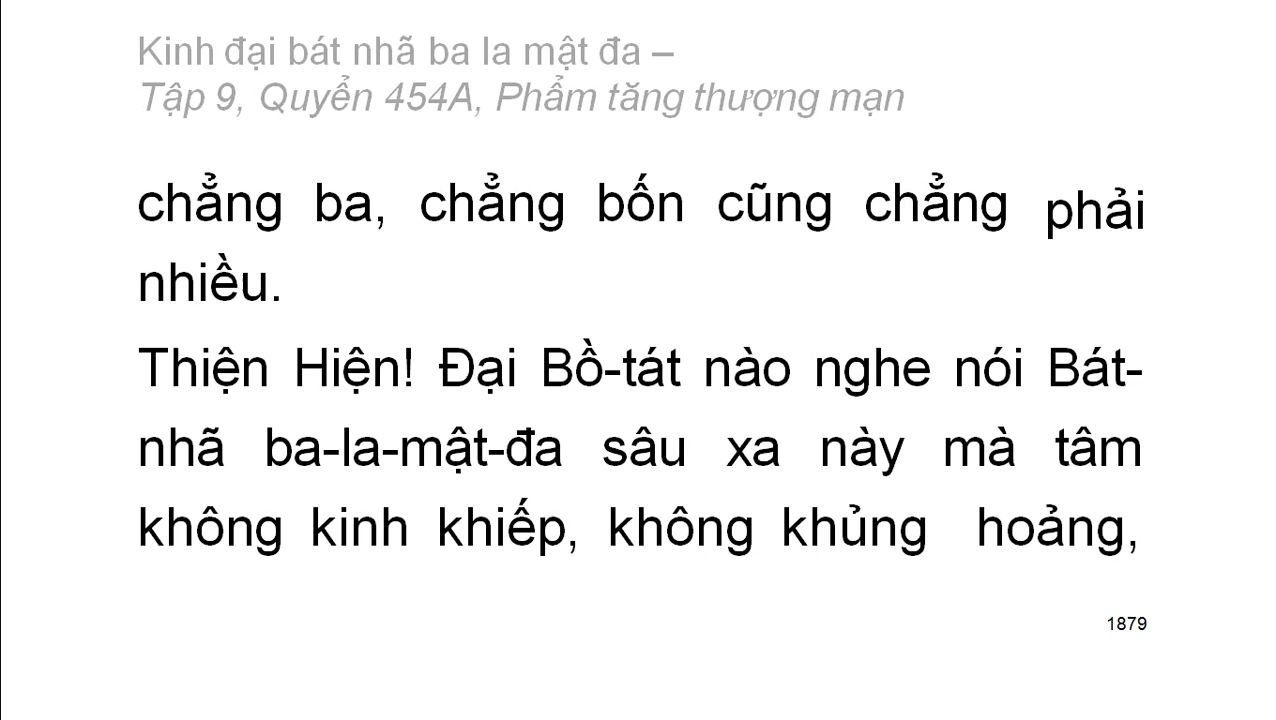 Kinh đại bát nhã ba la mật đa –
Tập 9, Quyển 454A, Phẩm tăng thượng mạn
chẳng ba, chẳng bốn cũng chẳng phải
nhiều.
Thiện Hiện! Đại Bồ-tát nào nghe nói Bát-
nhã ba-la-mật-đa sâu xa này mà tâm
không kinh khiếp, không khủng hoảng,
1879